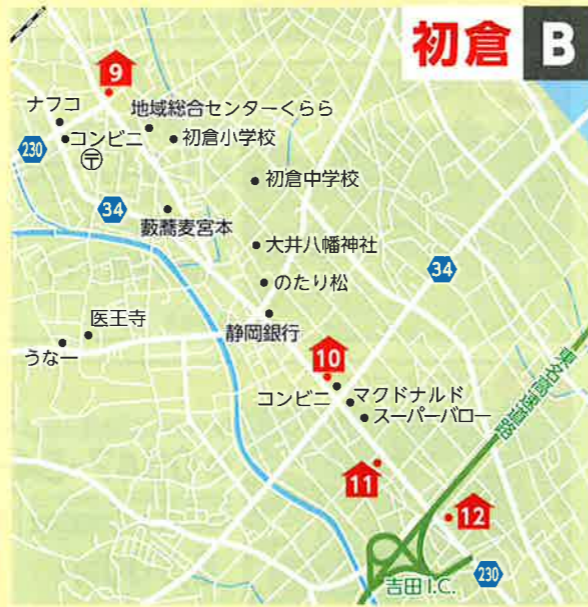 初倉 B
9
ナフコ
地域総合センターくらら
コンビニ
初倉小学校
230
〒
初倉中学校
34
藪蕎麦宮本
大井八幡神社
34
のたり松
医王寺
静岡銀行
うなー
10
コンビニ
マクドナルド
スーパーバロー
東名高速道路
11
12
吉田 I.C.
230